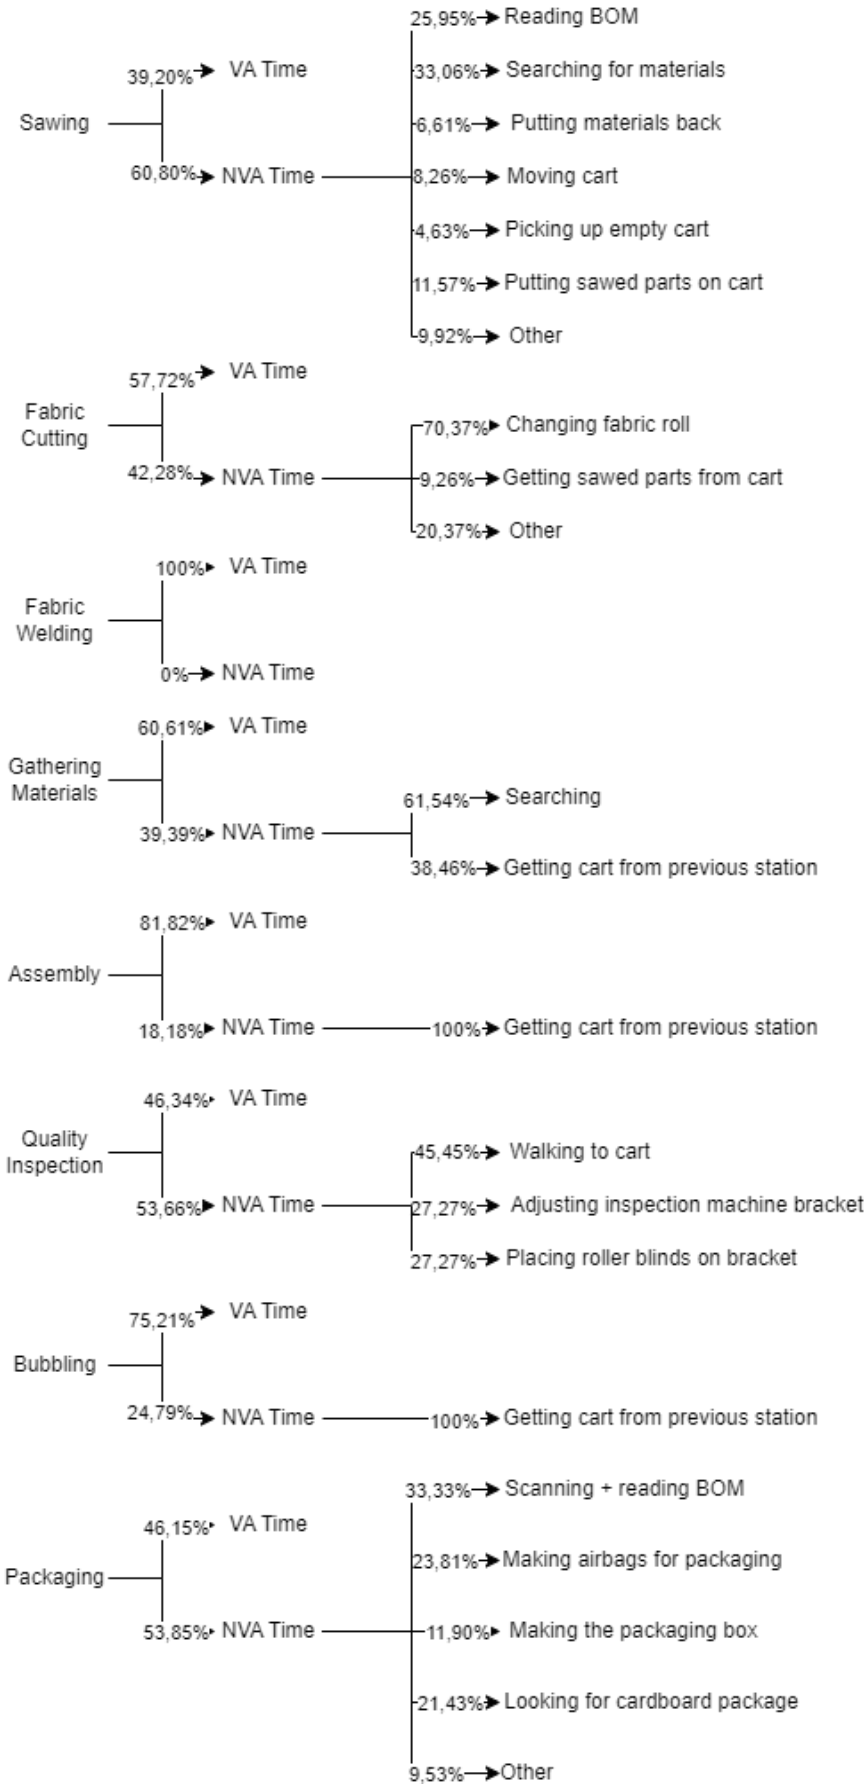 25,95% Reading BOM
39,20% VA Time
33,06% Searching for materials
Sawing
6,61% Putting materials back
60,80% NVA Time
8,26% Moving cart
4,63% Picking up empty cart
11,57% Putting sawed parts on cart
9,92% Other
57,72% VA Time
Fabric
Cutting
70,37% Changing fabric roll
42,28% NVA Time
9,26% Getting sawed parts from cart
20,37% Other
100% VA Time
Fabric
Welding
0% NVA Time
60,61% VA Time
Gathering
Materials
61,54% Searching
39,39% NVA Time
38,46% Getting cart from previous station
81,82% VA Time
Assembly
18,18% NVA Time
100% Getting cart from previous station
46,34% VA Time
Quality
Inspection
45,45% Walking to cart
53,66% NVA Time
27,27% Adjusting inspection machine bracket
27,27% Placing roller blinds on bracket
75,21% VA Time
Bubbling
24,79% NVA Time
100% Getting cart from previous station
33,33% Scanning + reading BOM
46,15% VA Time
23,81% Making airbags for packaging
Packaging
53,85% NVA Time
11,90% Making the packaging box
21,43% Looking for cardboard package
9,53% Other